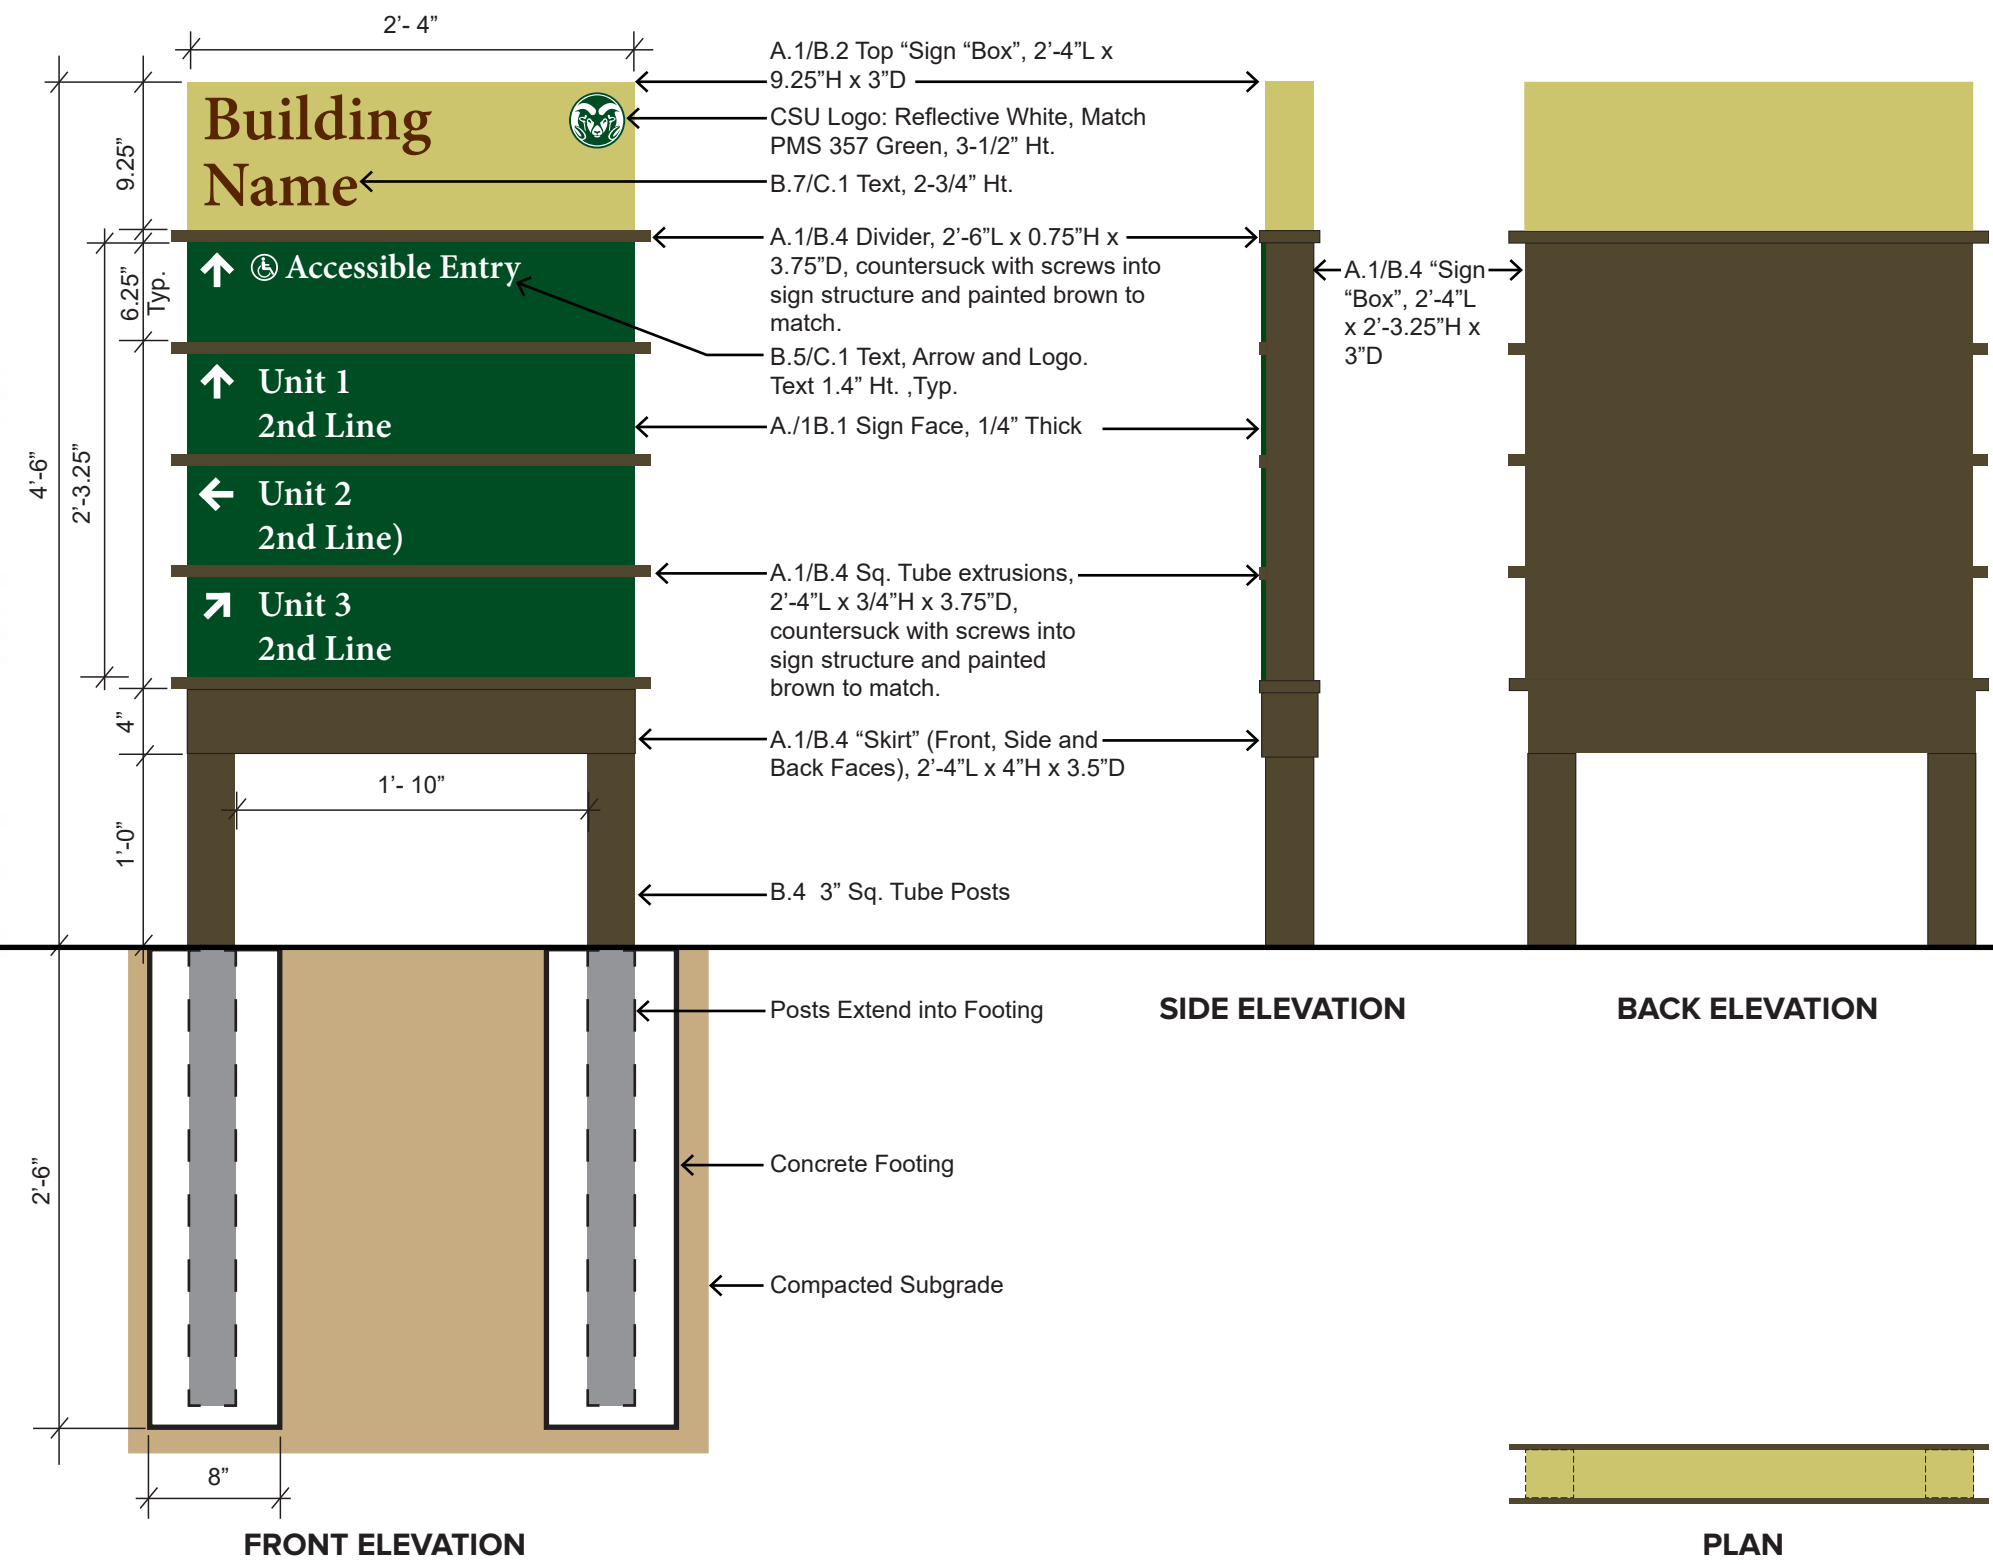 2’- 4”
9.25”
6.25”
Typ.
4’-6”
2’-3.25”
4”
1’-0”
1’- 10”
2’-6”
8”
Building
Name
Accessible Entry
Unit 1
2nd Line
Unit 2
2nd Line)
Unit 3
2nd Line
A.1/B.2 Top “Sign “Box”, 2’-4”L x
9.25”H x 3”D
CSU Logo: Reflective White, Match
PMS 357 Green, 3-1/2” Ht.
B.7/C.1 Text, 2-3/4” Ht.
A.1/B.4 Divider, 2’-6”L x 0.75”H x
3.75”D, countersuck with screws into
sign structure and painted brown to
match.
B.5/C.1 Text, Arrow and Logo.
Text 1.4” Ht. ,Typ.
A./1B.1 Sign Face, 1/4” Thick
A.1/B.4 Sq. Tube extrusions,
2’-4”L x 3/4”H x 3.75”D,
countersuck with screws into
sign structure and painted
brown to match.
A.1/B.4 “Skirt” (Front, Side and
Back Faces), 2’-4”L x 4”H x 3.5”D
B.4  3” Sq. Tube Posts
Posts Extend into Footing
Concrete Footing
Compacted Subgrade
A.1/B.4 “Sign
“Box”, 2’-4”L
x 2’-3.25”H x
3”D
SIDE ELEVATION
BACK ELEVATION
FRONT ELEVATION
PLAN